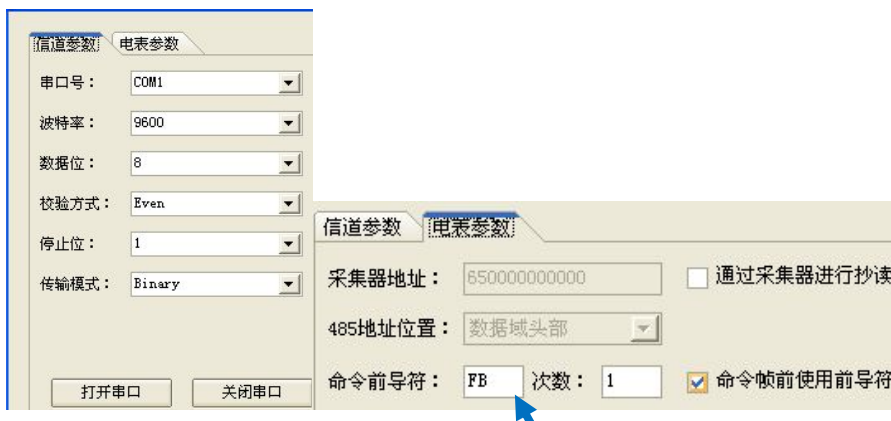 信道参数 电表参数
串口号： COM1
波特率： 9600
数据位： 8
校验方式： Even
停止位： 1
传输模式： Binary
打开串口 关闭串口
信道参数 电表参数
采集器地址： 650000000000 通过采集器进行抄读
485地址位置： 数据域头部
命令前导符： FB 次数： 1 命令帧前使用前导符